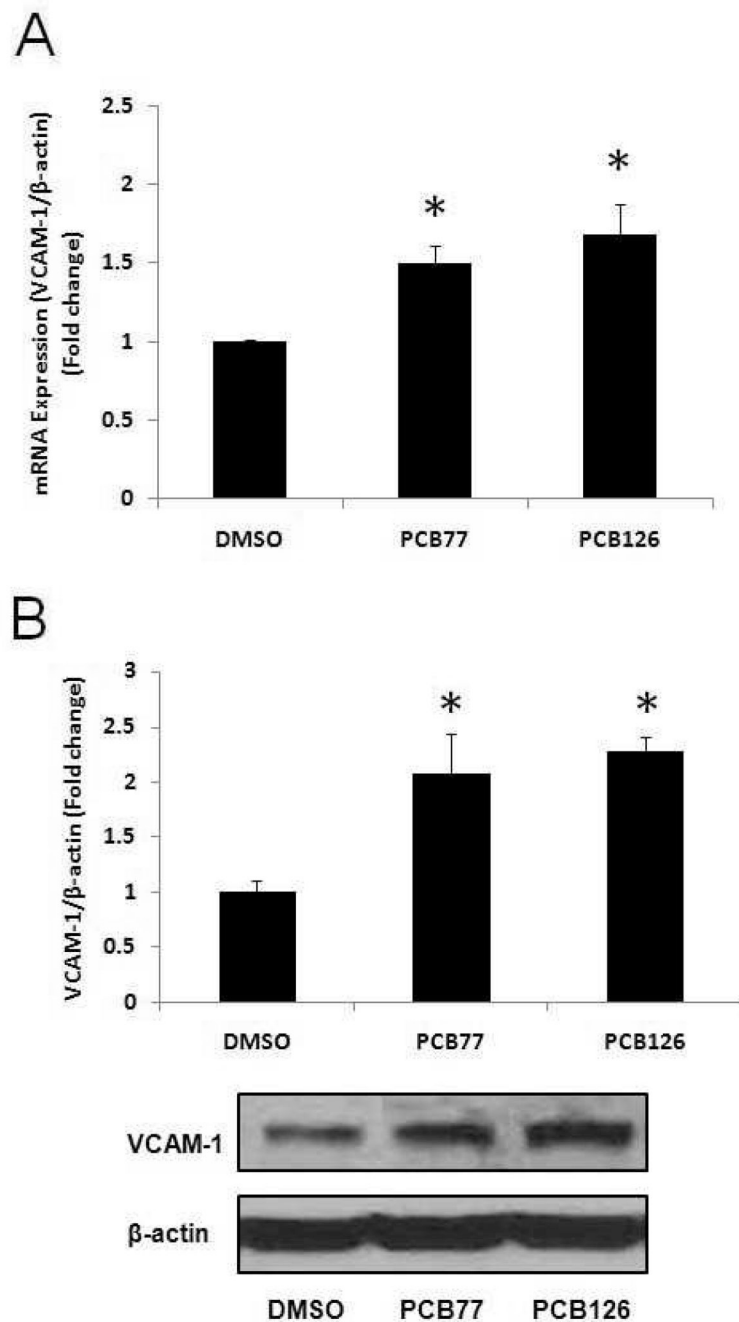 A
mRNA Expression (VCAM-1/β-actin)
(Fold change)
2.5
2
1.5
1
0.5
0
*
*
DMSO PCB77 PCB126
B
VCAM-1/β-actin (Fold change)
3
2.5
2
1.5
1
0.5
0
*
*
DMSO PCB77 PCB126
VCAM-1
β-actin
DMSO PCB77 PCB126